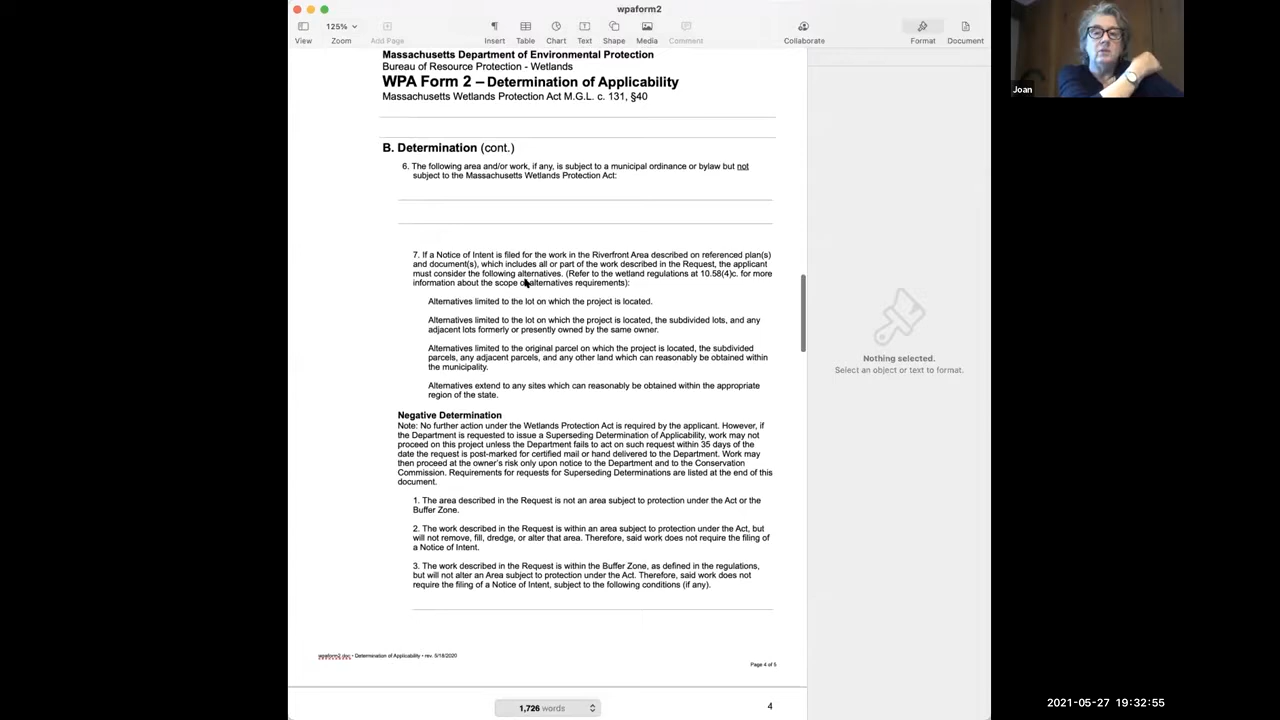 wpaform2
125%
View
Zoom
Add Page
Insert
Table
Chart
Text
Shape
Media
Comment
Collaborate
Format
Document
Joan
Massachusetts Department of Environmental Protection
Bureau of Resource Protection - Wetlands
WPA Form 2 – Determination of Applicability
Massachusetts Wetlands Protection Act M.G.L. c. 131, §40
B. Determination (cont.)
6. The following area and/or work, if any, is subject to a municipal ordinance or bylaw but not
subject to the Massachusetts Wetlands Protection Act:
7. If a Notice of Intent is filed for the work in the Riverfront Area described on referenced plan(s)
and document(s), which includes all or part of the work described in the Request, the applicant
must consider the following alternatives. (Refer to the wetland regulations at 10.58(4)c. for more
information about the scope of alternatives requirements):
Alternatives limited to the lot on which the project is located.
Alternatives limited to the lot on which the project is located, the subdivided lots, and any
adjacent lots formerly or presently owned by the same owner.
Alternatives limited to the original parcel on which the project is located, the subdivided
parcels, any adjacent parcels, and any other land which can reasonably be obtained within
the municipality.
Alternatives extend to any sites which can reasonably be obtained within the appropriate
region of the state.
Negative Determination
Note: No further action under the Wetlands Protection Act is required by the applicant. However, if
the Department is requested to issue a Superseding Determination of Applicability, work may not
proceed on this project unless the Department fails to act on such request within 35 days of the
date the request is post-marked for certified mail or hand delivered to the Department. Work may
then proceed at the owner's risk only upon notice to the Department and to the Conservation
Commission. Requirements for requests for Superseding Determinations are listed at the end of this
document.
1. The area described in the Request is not an area subject to protection under the Act or the
Buffer Zone.
2. The work described in the Request is within an area subject to protection under the Act, but
will not remove, fill, dredge, or alter that area. Therefore, said work does not require the filing of
a Notice of Intent.
3. The work described in the Request is within the Buffer Zone, as defined in the regulations,
but will not alter an Area subject to protection under the Act. Therefore, said work does not
require the filing of a Notice of Intent, subject to the following conditions (if any).
wpaform2.doc • Determination of Applicability • rev. 5/18/2020
Page 4 of 5
1,726 words
4
Nothing selected.
Select an object or text to format.
2021-05-27 19:32:55